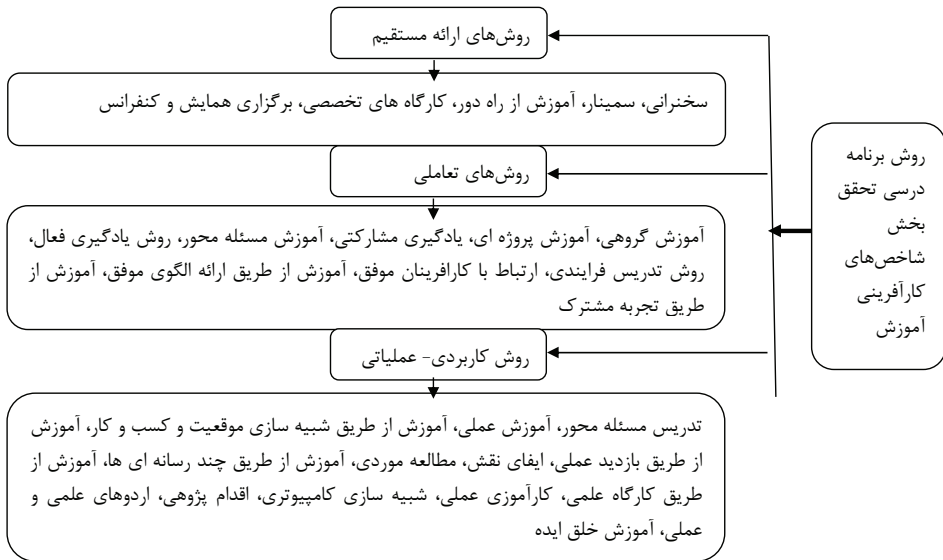 روش‌های ارائه مستقیم
سخنرانی، سمینار، آموزش از راه دور، کارگاه های تخصصی، برگزاری همایش و کنفرانس
روش‌های تعاملی
آموزش گروهی، آموزش پروژه ای، یادگیری مشارکتی، آموزش مسئله محور، روش یادگیری فعال،
روش تدریس فرایندی، ارتباط با کارافرینان موفق، آموزش از طریق ارائه الگوی موفق، آموزش از
طریق تجربه مشترک
روش کاربردی- عملیاتی
تدریس مسئله محور، آموزش عملی، آموزش از طریق شبیه سازی موقعیت و کسب و کار، آموزش
از طریق بازدید عملی، ایفای نقش، مطالعه موردی، آموزش از طریق چند رسانه ای ها، آموزش از
طریق کارگاه علمی، کارآموزی عملی، شبیه سازی کامپیوتری، اقدام پژوهی، اردوهای علمی و
عملی، آموزش خلق ایده
روش برنامه
درسی تحقق
بخش
شاخص‌های
کارآفرینی
آموزش